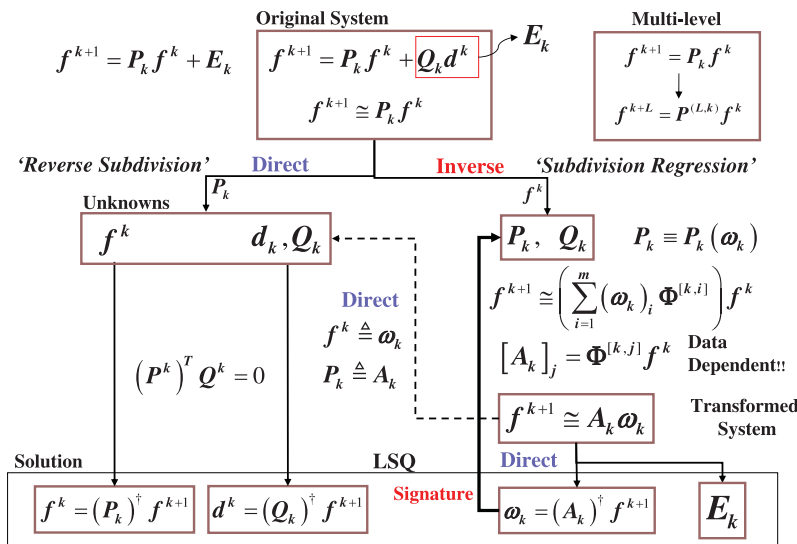 Original System
Multi-level
f^{k+1} = P_k f^k + E_k
f^{k+1} = P_k f^k + Q_k d^k
E_k
f^{k+1} ≅ P_k f^k
f^{k+1} = P_k f^k
f^{k+L} = P^{(L,k)} f^k
'Reverse Subdivision'
Direct
Inverse
'Subdivision Regression'
P_k
f^k
Unknowns
f^k
d_k, Q_k
P_k, Q_k
P_k ≡ P_k (ω_k)
f^{k+1} ≅ ( ∑_{i=1}^{m} (ω_k)_i Φ^{[k,i]} ) f^k
Direct
f^k ≜ ω_k
P_k ≜ A_k
[A_k]_j = Φ^{[k,j]} f^k
Data
Dependent!!
(P^k)^T Q^k = 0
f^{k+1} ≅ A_k ω_k
Transformed
System
Solution
LSQ
Direct
Signature
f^k = (P_k)^† f^{k+1}
d^k = (Q_k)^† f^{k+1}
ω_k = (A_k)^† f^{k+1}
E_k